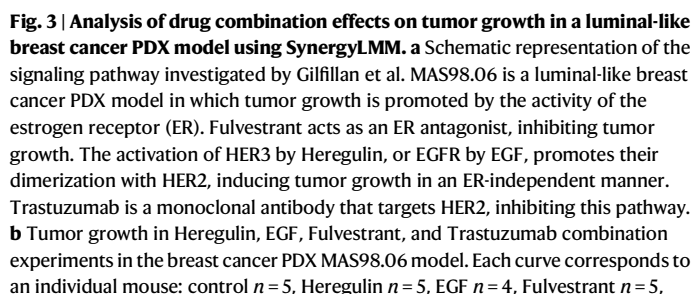 Fig. 3 | Analysis of drug combination effects on tumor growth in a luminal-like
breast cancer PDX model using SynergyLMM. a Schematic representation of the
signaling pathway investigated by Gilfillan et al. MAS98.06 is a luminal-like breast
cancer PDX model in which tumor growth is promoted by the activity of the
estrogen receptor (ER). Fulvestrant acts as an ER antagonist, inhibiting tumor
growth. The activation of HER3 by Heregulin, or EGFR by EGF, promotes their
dimerization with HER2, inducing tumor growth in an ER-independent manner.
Trastuzumab is a monoclonal antibody that targets HER2, inhibiting this pathway.
b Tumor growth in Heregulin, EGF, Fulvestrant, and Trastuzumab combination
experiments in the breast cancer PDX MAS98.06 model. Each curve corresponds to
an individual mouse: control n = 5, Heregulin n = 5, EGF n = 4, Fulvestrant n = 5,